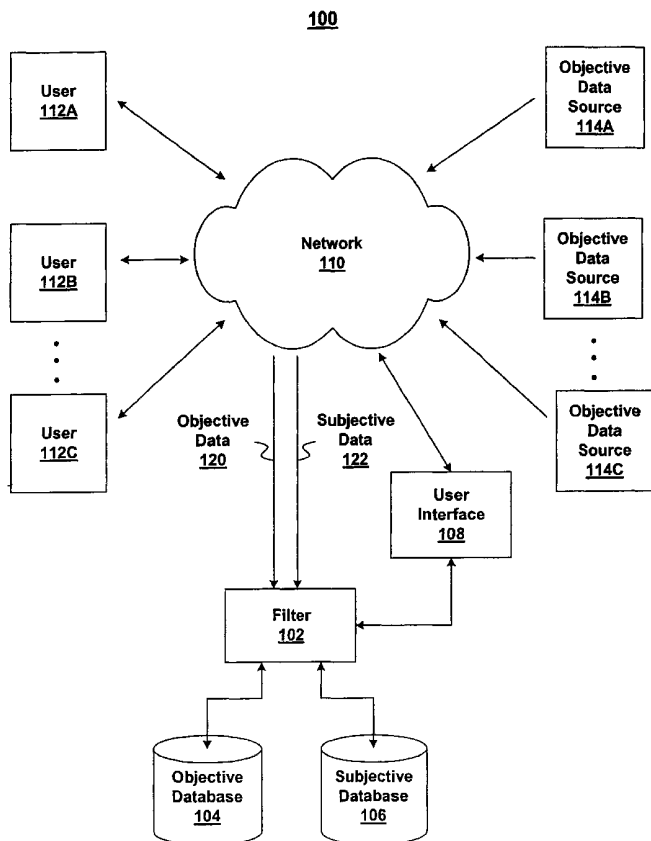 100
User
112A
Objective
Data
Source
114A
Network
110
User
112B
Objective
Data
Source
114B
User
112C
Objective
Data
120
Subjective
Data
122
Objective
Data
Source
114C
User
Interface
108
Filter
102
Objective
Database
104
Subjective
Database
106